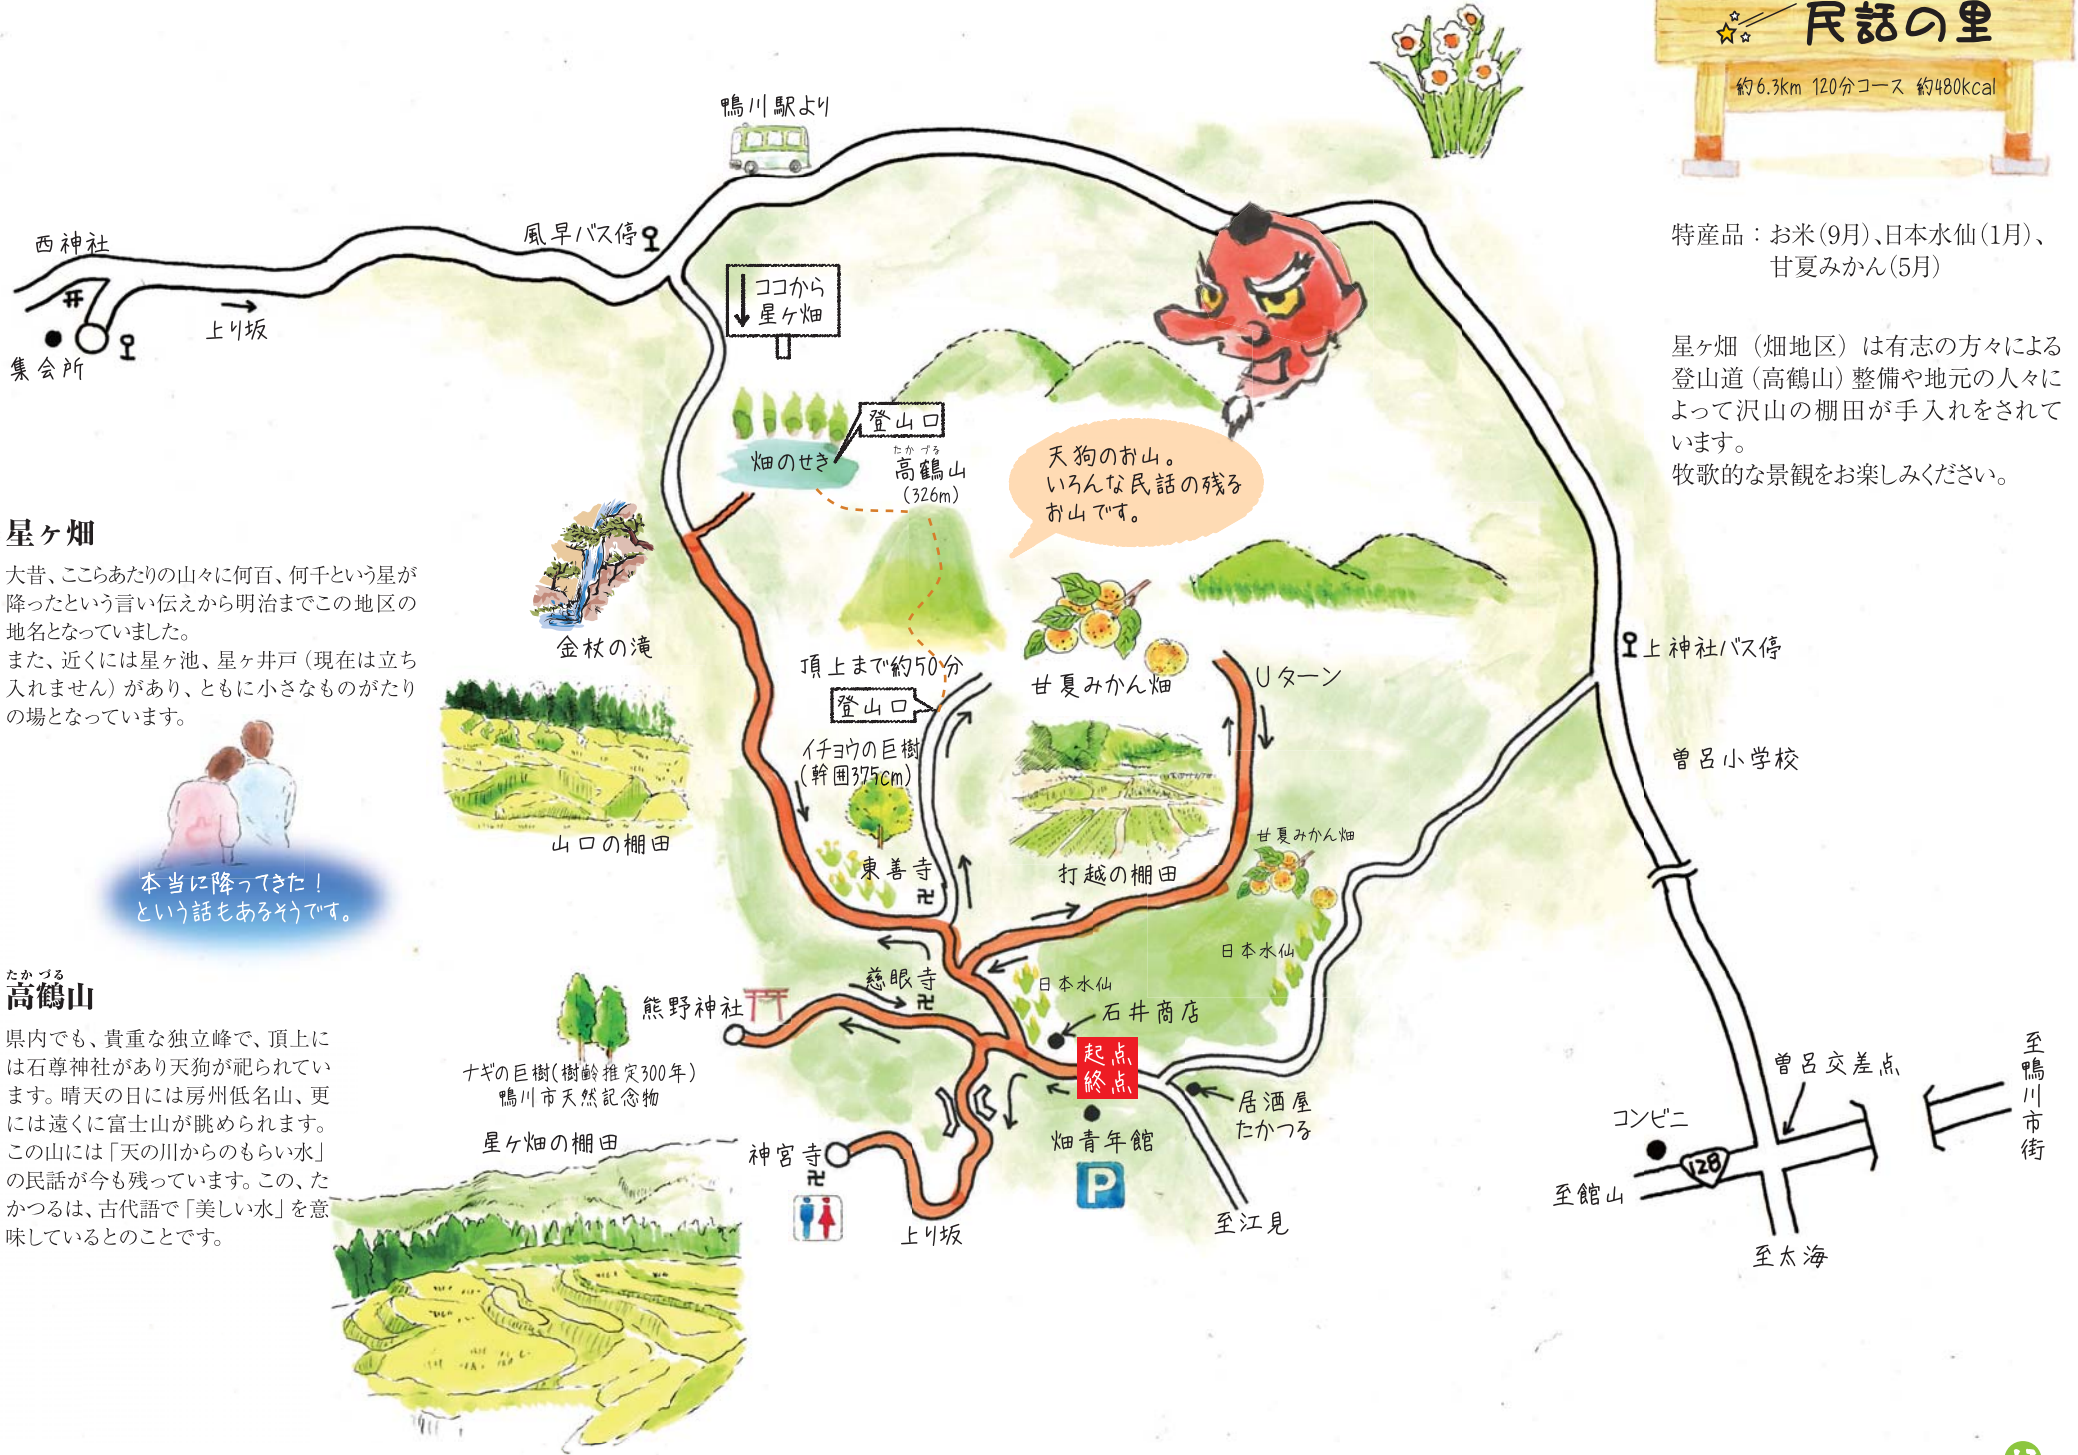 民話の里
約6.3km 120分コース 約480kcal
特産品：お米(9月)、日本水仙(1月)、
甘夏みかん(5月)
星ヶ畑（畑地区）は有志の方々による
登山道（高鶴山）整備や地元の人々に
よって沢山の棚田が手入れをされて
います。
牧歌的な景観をお楽しみください。
鴨川駅より
風早バス停
西神社
集会所
上り坂
ココから
星ヶ畑
登山口
畑のせき
たかづる
高鶴山
(326m)
天狗のお山。
いろんな民話の残る
お山です。
金杖の滝
頂上まで約50分
登山口
甘夏みかん畑
Uターン
上神社バス停
曽呂小学校
イチョウの巨樹
(幹囲375cm)
山口の棚田
東善寺
打越の棚田
甘夏みかん畑
日本水仙
慈眼寺
日本水仙
熊野神社
石井商店
起点
終点
ナギの巨樹(樹齢推定300年)
鴨川市天然記念物
星ヶ畑の棚田
神宮寺
上り坂
畑青年館
P
居酒屋
たかつる
至江見
曽呂交差点
コンビニ
128
至館山
至太海
至鴨川市街
星ヶ畑
大昔、ここらあたりの山々に何百、何千という星が
降ったという言い伝えから明治までこの地区の
地名となっていました。
また、近くには星ヶ池、星ヶ井戸（現在は立ち
入れません）があり、ともに小さなものがたり
の場となっています。
本当に降ってきた！
という話もあるそうです。
たかづる
高鶴山
県内でも、貴重な独立峰で、頂上に
は石尊神社があり天狗が祀られてい
ます。晴天の日には房州低名山、更
には遠くに富士山が眺められます。
この山には「天の川からのもらい水」
の民話が今も残っています。この、た
かつるは、古代語で「美しい水」を意
味しているとのことです。